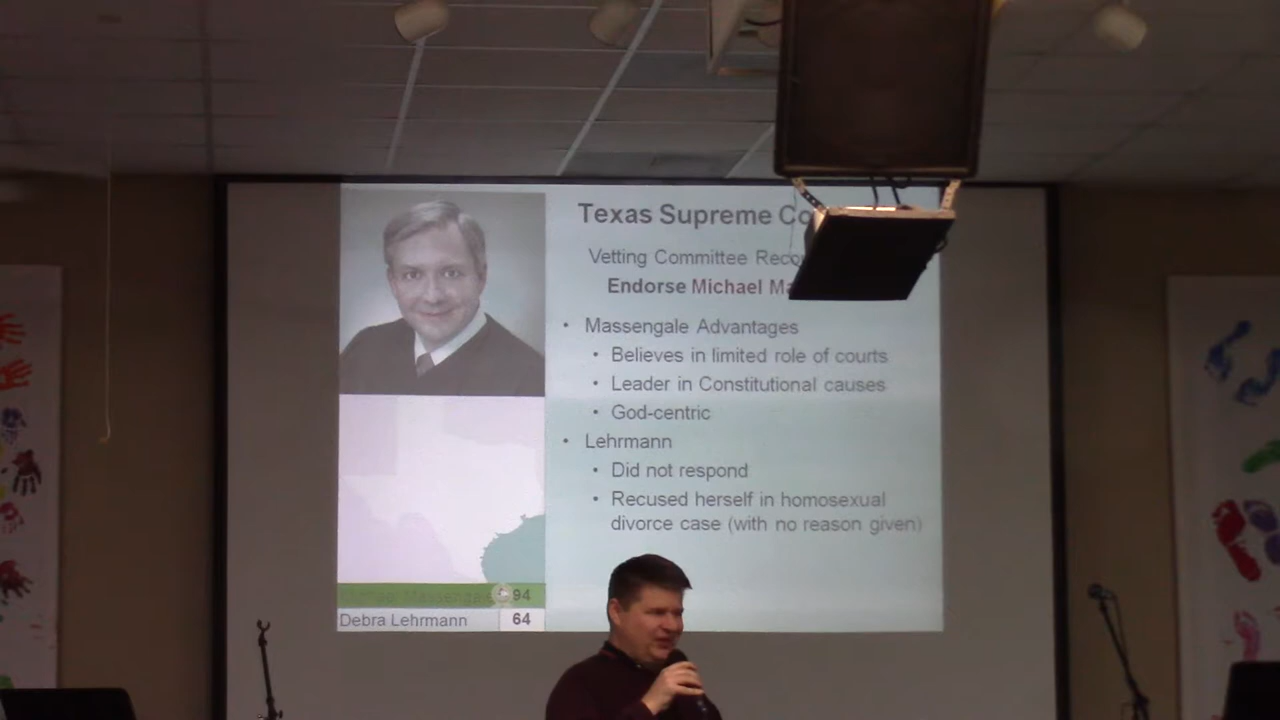 Texas Supreme Co
Vetting Committee Reco
Endorse Michael Ma
• Massengale Advantages
• Believes in limited role of courts
• Leader in Constitutional causes
• God-centric
• Lehrmann
• Did not respond
• Recused herself in homosexual
divorce case (with no reason given)
Michael Massengale 94
Debra Lehrmann 64